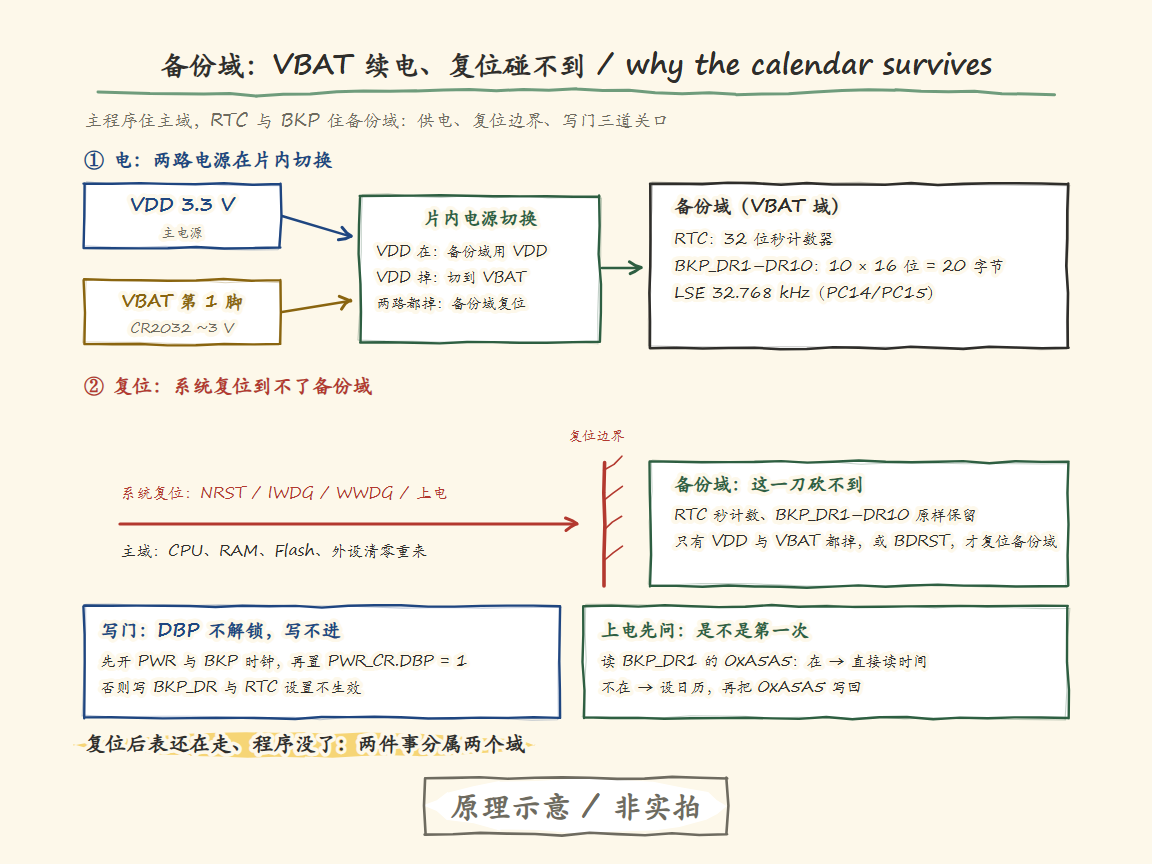 备份域：VBAT 续电、复位碰不到 / why the calendar survives
主程序住主域，RTC 与 BKP 住备份域：供电、复位边界、写门三道关口
① 电：两路电源在片内切换
VDD 3.3 V
主电源
VBAT 第 1 脚
CR2032 ~3 V
片内电源切换
VDD 在：备份域用 VDD
VDD 掉：切到 VBAT
两路都掉：备份域复位
备份域（VBAT 域）
RTC：32 位秒计数器
BKP_DR1–DR10：10 × 16 位 = 20 字节
LSE 32.768 kHz（PC14/PC15）
② 复位：系统复位到不了备份域
复位边界
系统复位：NRST / IWDG / WWDG / 上电
主域：CPU、RAM、Flash、外设清零重来
备份域：这一刀砍不到
RTC 秒计数、BKP_DR1–DR10 原样保留
只有 VDD 与 VBAT 都掉，或 BDRST，才复位备份域
写门：DBP 不解锁，写不进
先开 PWR 与 BKP 时钟，再置 PWR_CR.DBP = 1
否则写 BKP_DR 与 RTC 设置不生效
上电先问：是不是第一次
读 BKP_DR1 的 0xA5A5：在 → 直接读时间
不在 → 设日历，再把 0xA5A5 写回
复位后表还在走、程序没了：两件事分属两个域
原理示意 / 非实拍